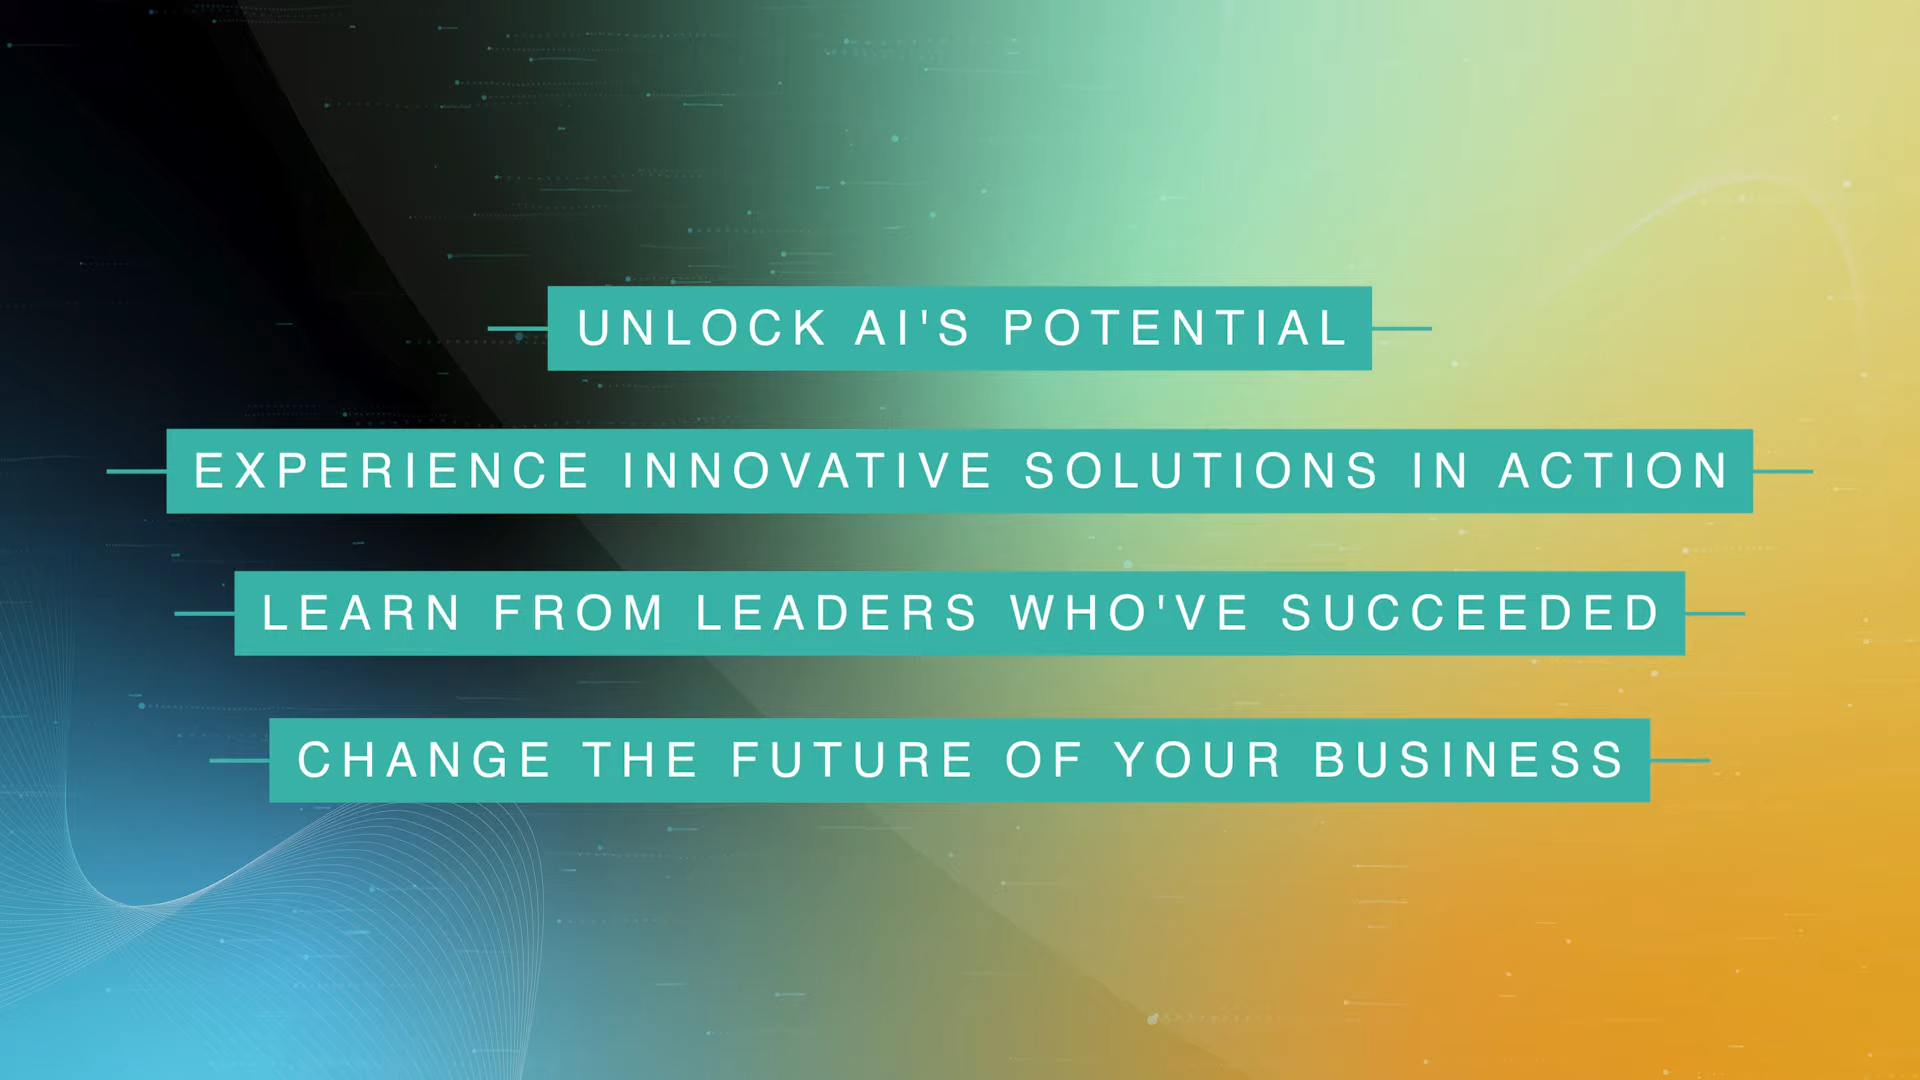 UNLOCK AI'S POTENTIAL
EXPERIENCE INNOVATIVE SOLUTIONS IN ACTION
LEARN FROM LEADERS WHO'VE SUCCEEDED
CHANGE THE FUTURE OF YOUR BUSINESS